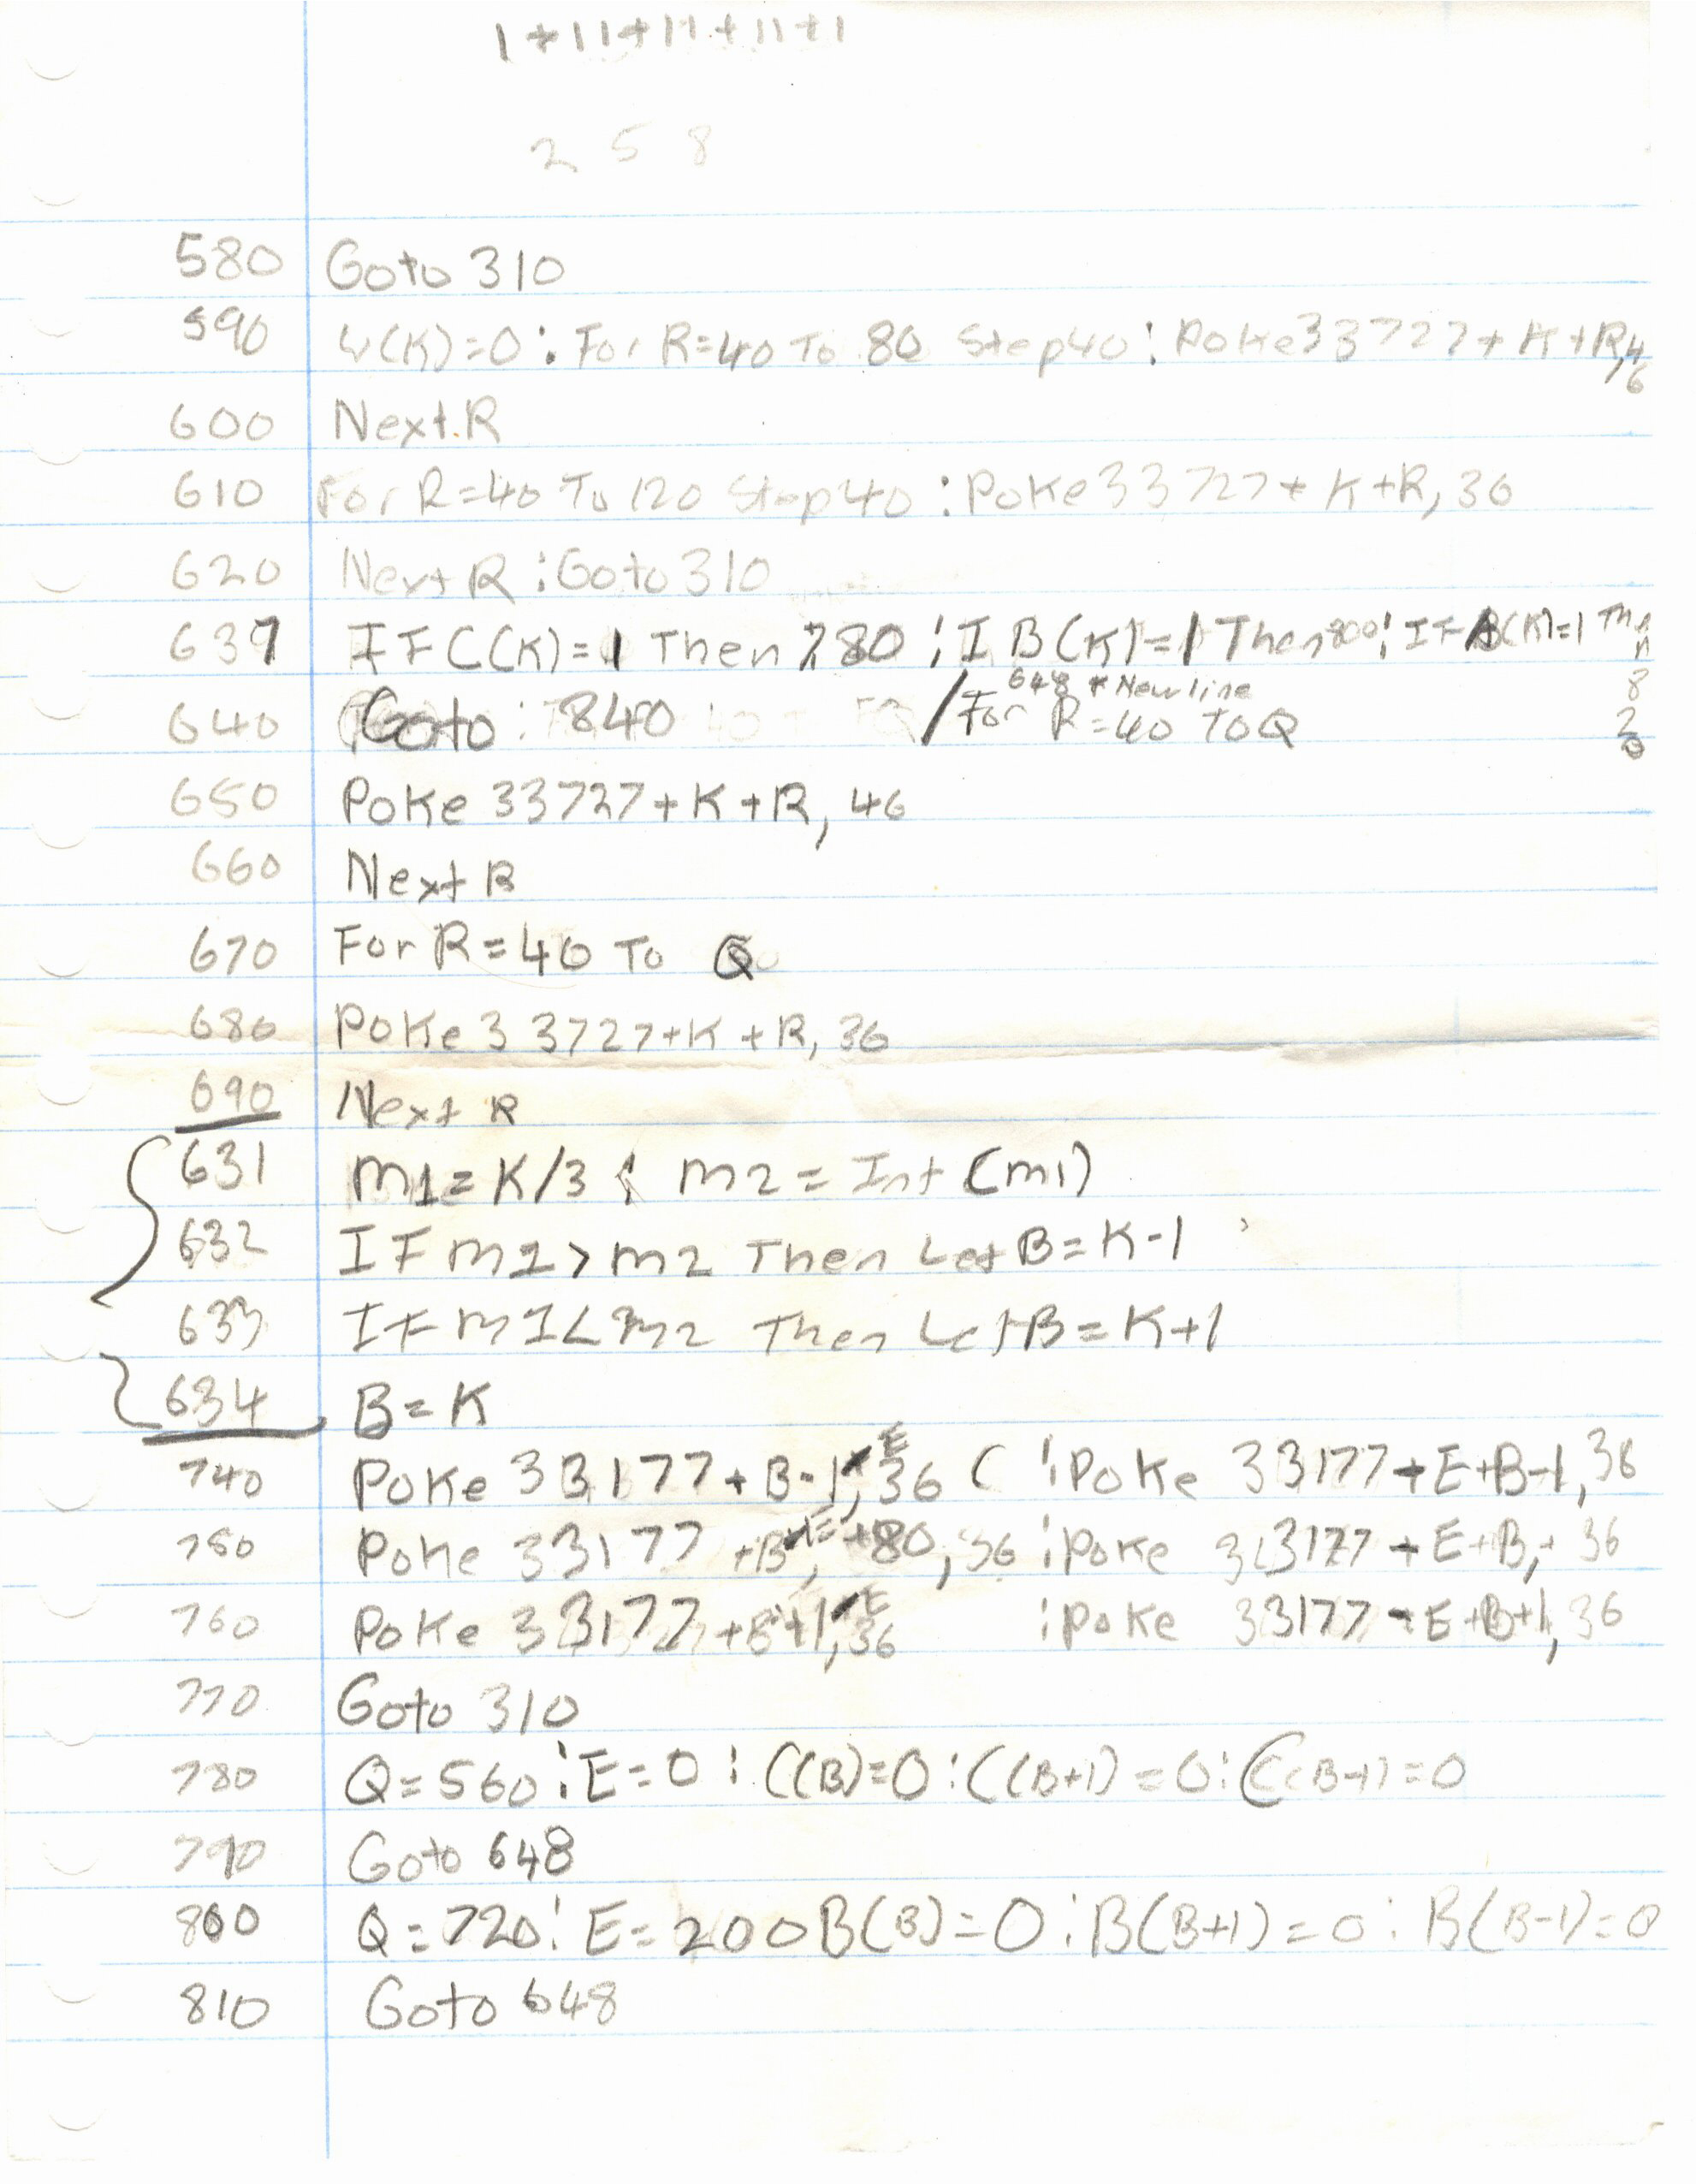 1+11+11+11+1
2 5 8
580 Goto 310
590 W(K)=0: For R=40 To 80 Step40: Poke33727+K+R,46
600 Next R
610 For R=40 To 120 Step40: Poke33727+K+R,36
620 Next R: Goto310
637 IF C(K)=1 Then 780: I B(K)=1 Then 800: IF A(K)=1 Then 820
648 * New line
640 Goto 840 / For R=40 To Q
650 Poke 33727+K+R,46
660 Next R
670 For R=40 To Q
680 Poke 33727+K+R,36
690 Next R
631 M1=K/3: M2=Int(M1)
632 IF M1>M2 Then Let B=K-1
633 IF M1<M2 Then Let B=K+1
634 B=K
740 Poke 33177+B-1+E,36 ( :Poke 33177+E+B-1,36
750 Poke 33177+B+E+80,36 :Poke 33177+E+B,36
760 Poke 33177+B+1+E,36 :Poke 33177+E+B+1,36
770 Goto 310
780 Q=560:E=0:C(B)=0:C(B+1)=0:C(B-1)=0
790 Goto 648
800 Q=720:E=200B(B)=0:B(B+1)=0:B(B-1)=0
810 Goto 648